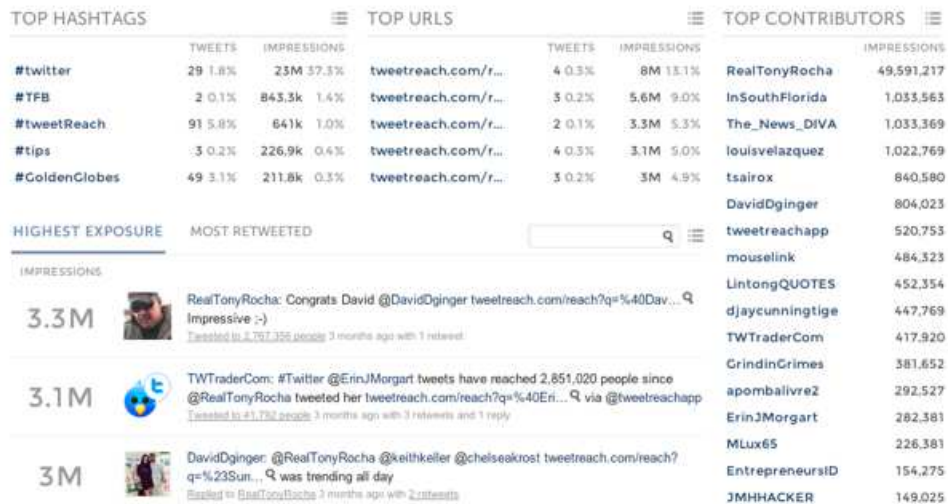 TOP HASHTAGS
TWEETS IMPRESSIONS
#twitter 29 1.8% 23M 37.3%
#TFB 2 0.1% 843.3k 1.4%
#tweetReach 91 5.8% 641k 1.0%
#tips 3 0.2% 226.9k 0.4%
#GoldenGlobes 49 3.1% 211.8k 0.3%
TOP URLS
TWEETS IMPRESSIONS
tweetreach.com/r... 4 0.3% 8M 13.1%
tweetreach.com/r... 3 0.2% 5.6M 9.0%
tweetreach.com/r... 2 0.1% 3.3M 5.3%
tweetreach.com/r... 4 0.3% 3.1M 5.0%
tweetreach.com/r... 3 0.2% 3M 4.9%
HIGHEST EXPOSURE MOST RETWEETED
IMPRESSIONS
3.3M
RealTonyRocha: Congrats David @DavidDginger tweetreach.com/reach?q=%40Dav...
Impressive ;-)
Tweeted to 2,767,356 people 3 months ago with 1 retweet
3.1M
TWTraderCom: #Twitter @ErinJMorgart tweets have reached 2,851,020 people since
@RealTonyRocha tweeted her tweetreach.com/reach?q=%40Eri... via @tweetreachapp
Tweeted to 41,792 people 3 months ago with 3 retweets and 1 reply
3M
DavidDginger: @RealTonyRocha @keithkeller @chelseakrost tweetreach.com/reach?
q=%23Sun... was trending all day
Replied to RealTonyRocha 3 months ago with 2 retweets
TOP CONTRIBUTORS
IMPRESSIONS
RealTonyRocha 49,591,217
InSouthFlorida 1,033,563
The_News_DIVA 1,033,369
louisvelazquez 1,022,769
tsairox 840,580
DavidDginger 804,023
tweetreachapp 520,753
mouselink 484,323
LintongQUOTES 452,354
djaycunningtige 447,769
TWTraderCom 417,920
GrindinGrimes 381,652
apombalivre2 292,527
ErinJMorgart 282,381
MLux65 226,381
EntrepreneursID 154,275
JMHHACKER 149,025